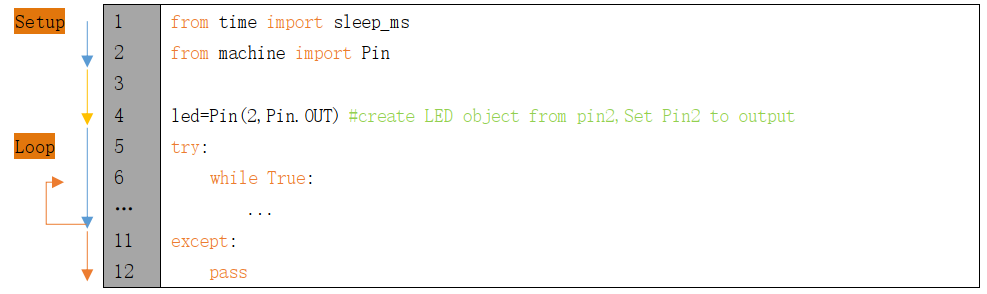 Setup 1 from time import sleep_ms
2 from machine import Pin
3
4 led=Pin(2,Pin.OUT) #create LED object from pin2,Set Pin2 to output
Loop 5 try:
6 while True:
... ...
11 except:
12 pass